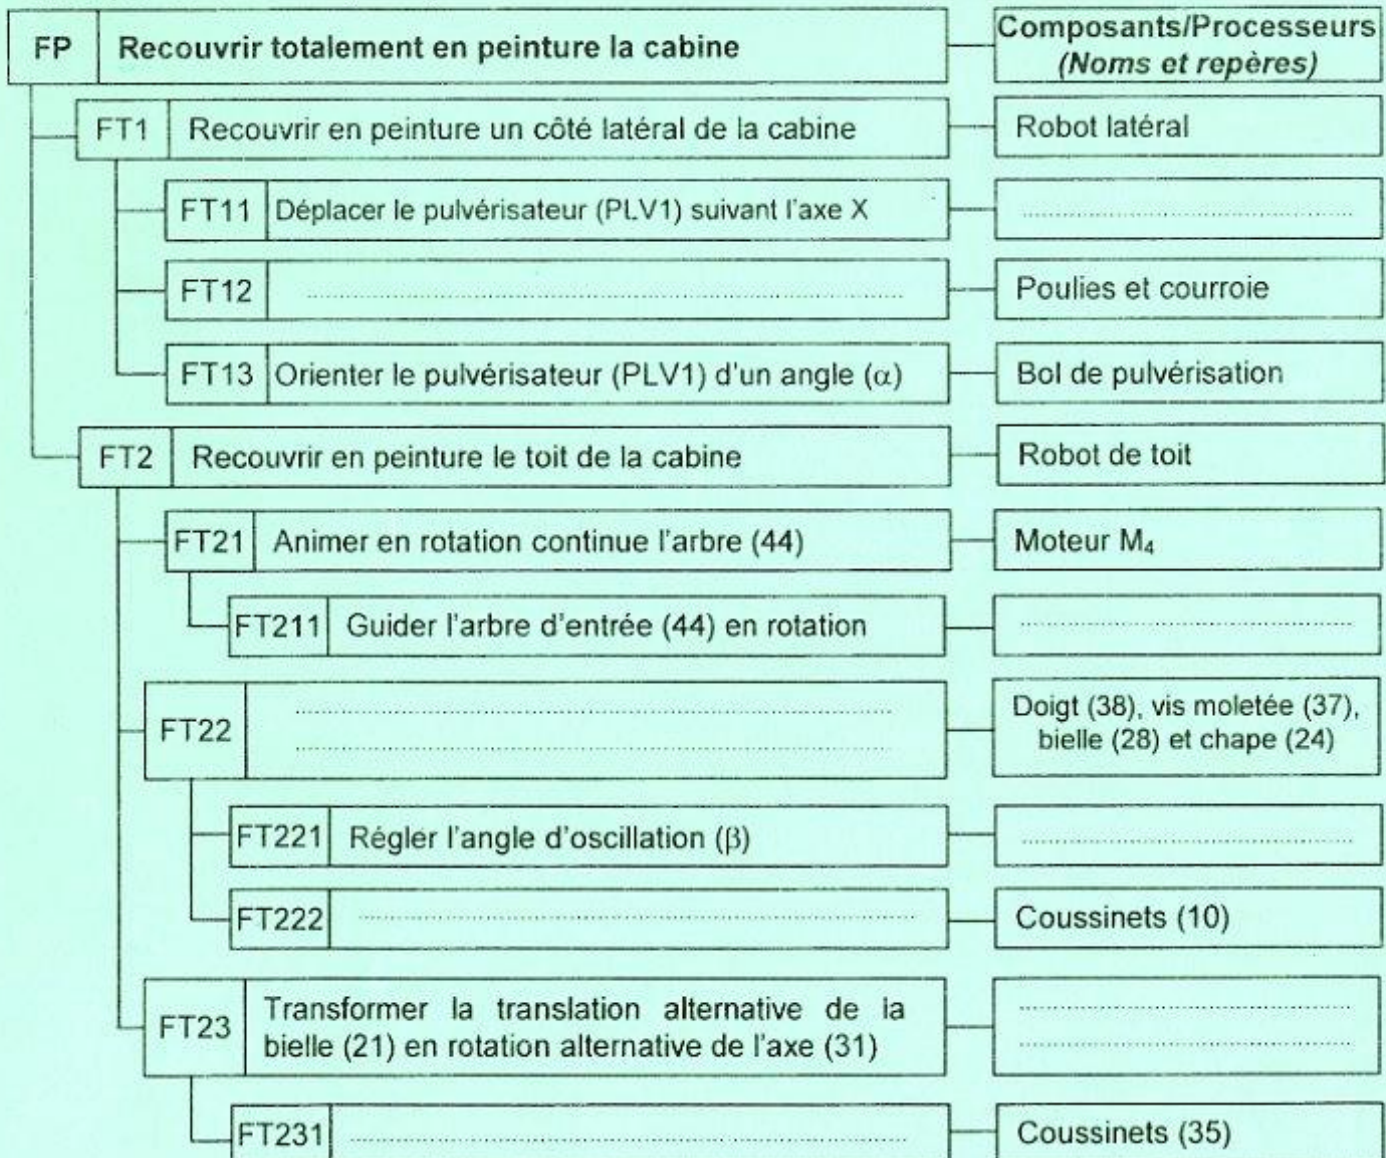 FP Recouvrir totalement en peinture la cabine
Composants/Processeurs
(Noms et repères)
FT1 Recouvrir en peinture un côté latéral de la cabine
Robot latéral
FT11 Déplacer le pulvérisateur (PLV1) suivant l'axe X
FT12
Poulies et courroie
FT13 Orienter le pulvérisateur (PLV1) d'un angle (α)
Bol de pulvérisation
FT2 Recouvrir en peinture le toit de la cabine
Robot de toit
FT21 Animer en rotation continue l'arbre (44)
Moteur M₄
FT211 Guider l'arbre d'entrée (44) en rotation
FT22
Doigt (38), vis moletée (37),
bielle (28) et chape (24)
FT221 Régler l'angle d'oscillation (β)
FT222
Coussinets (10)
FT23
Transformer la translation alternative de la
bielle (21) en rotation alternative de l'axe (31)
FT231
Coussinets (35)